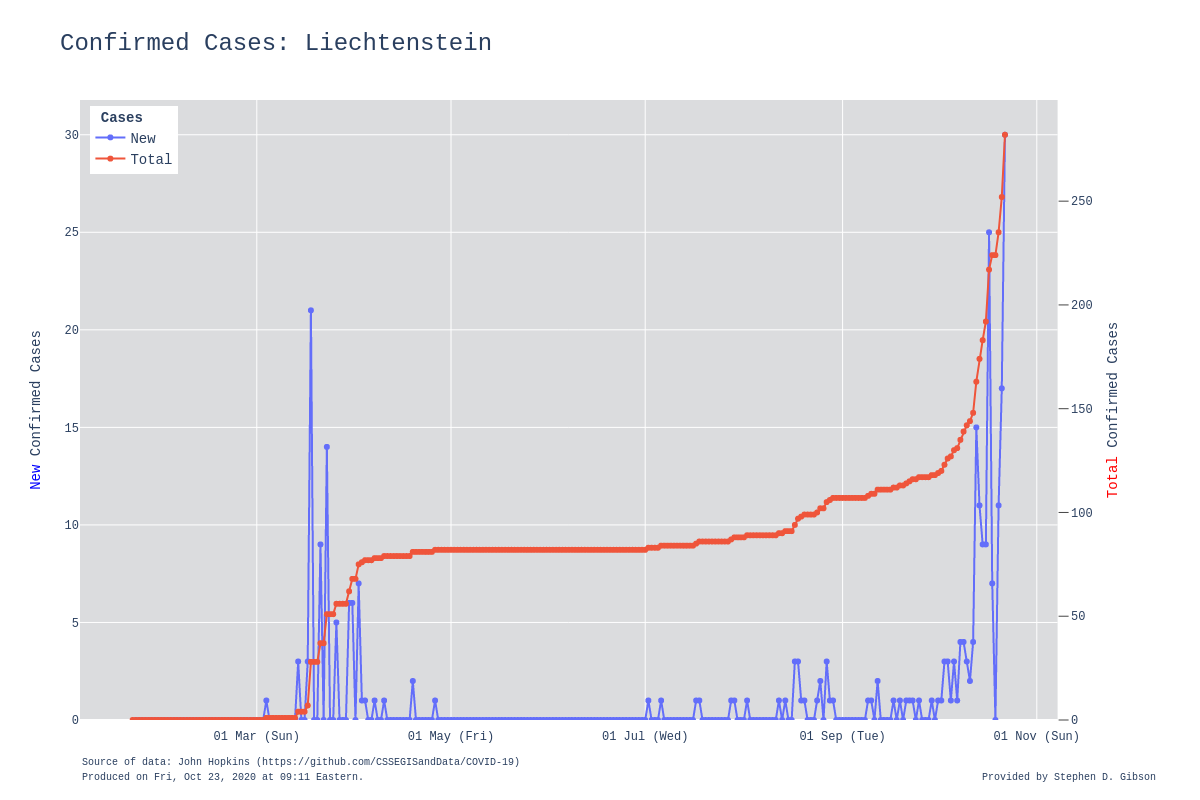 Confirmed Cases: Liechtenstein
Cases
New
Total
30
25
20
15
10
5
0
New Confirmed Cases
250
200
150
100
50
0
Total Confirmed Cases
01 Mar (Sun)
01 May (Fri)
01 Jul (Wed)
01 Sep (Tue)
01 Nov (Sun)
Source of data: John Hopkins (https://github.com/CSSEGISandData/COVID-19)
Produced on Fri, Oct 23, 2020 at 09:11 Eastern.
Provided by Stephen D. Gibson